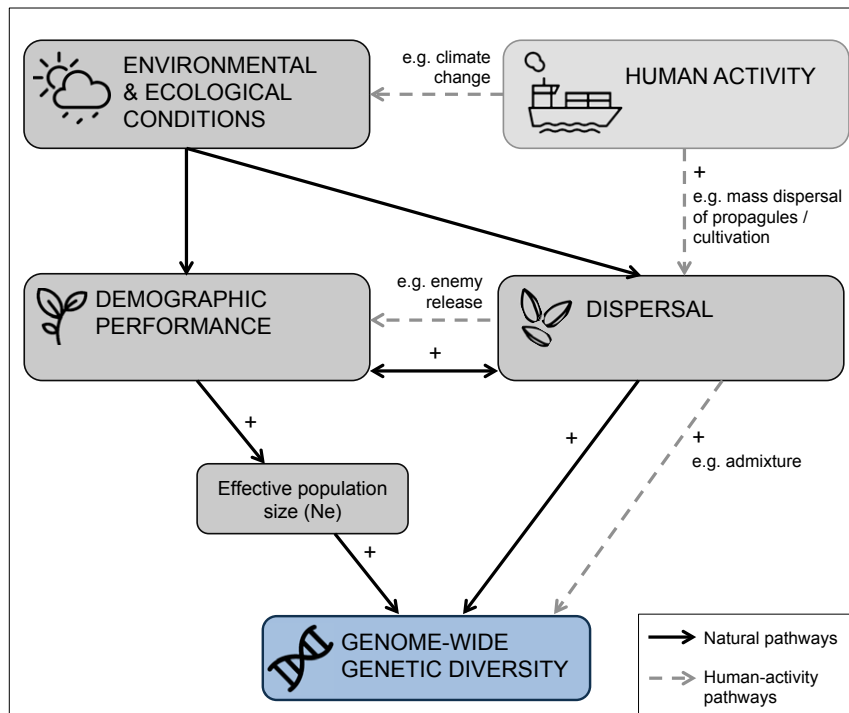 ENVIRONMENTAL
& ECOLOGICAL
CONDITIONS
e.g. climate
change
HUMAN ACTIVITY
+
e.g. mass dispersal
of propagules /
cultivation
DEMOGRAPHIC
PERFORMANCE
e.g. enemy
release
DISPERSAL
+
+
Effective population
size (Ne)
+
+
+
e.g. admixture
GENOME-WIDE
GENETIC DIVERSITY
Natural pathways
Human-activity
pathways